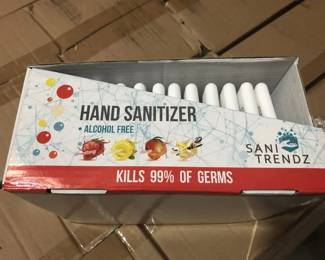 HAND SANITIZER
• ALCOHOL FREE
SANI
TRENDZ
KILLS 99% OF GERMS